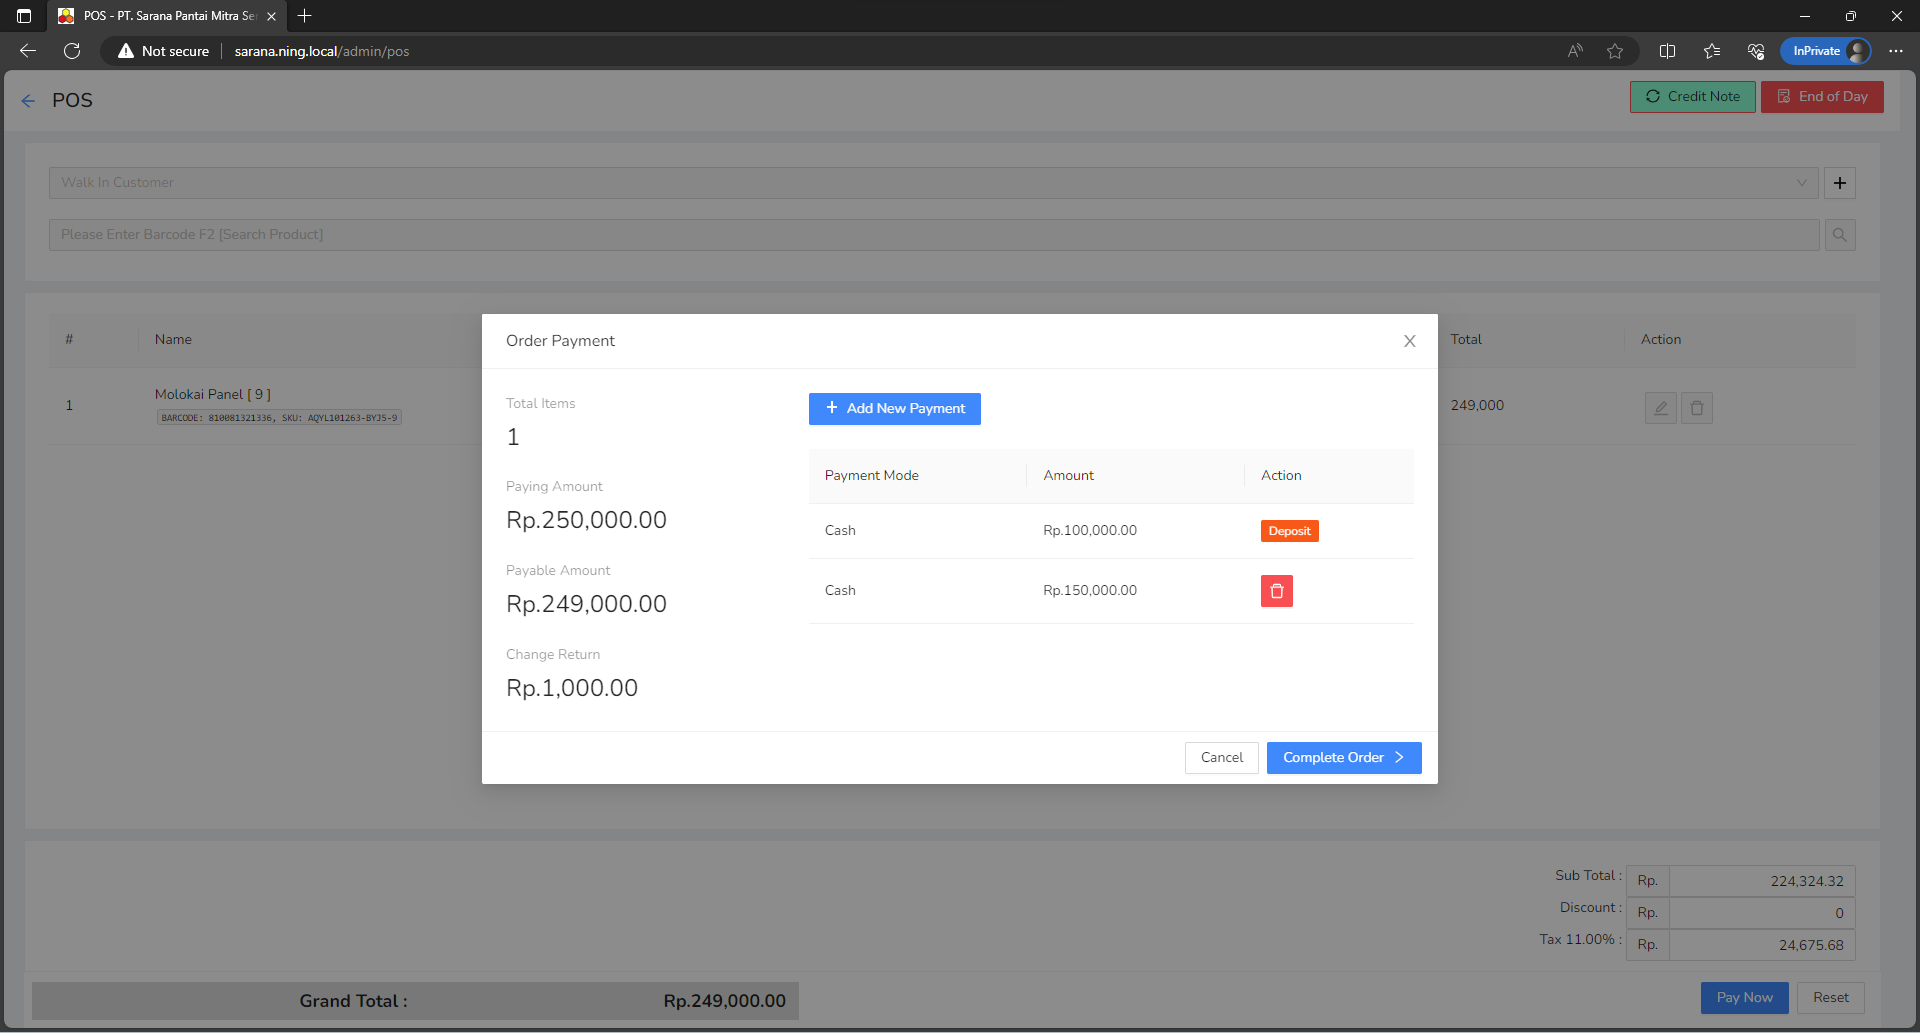 POS - PT. Sarana Pantai Mitra Se
Not secure
sarana.ning.local/admin/pos
InPrivate
POS
Credit Note
End of Day
Walk In Customer
Please Enter Barcode F2 [Search Product]
# Name Total Action
1 Molokai Panel [ 9 ] 249,000
BARCODE: 810081321336, SKU: AQYL101263-BYJ5-9
Order Payment
Total Items
1
Paying Amount
Rp.250,000.00
Payable Amount
Rp.249,000.00
Change Return
Rp.1,000.00
+ Add New Payment
Payment Mode Amount Action
Cash Rp.100,000.00 Deposit
Cash Rp.150,000.00
Cancel Complete Order
Sub Total : Rp. 224,324.32
Discount : Rp. 0
Tax 11.00% : Rp. 24,675.68
Grand Total : Rp.249,000.00
Pay Now Reset